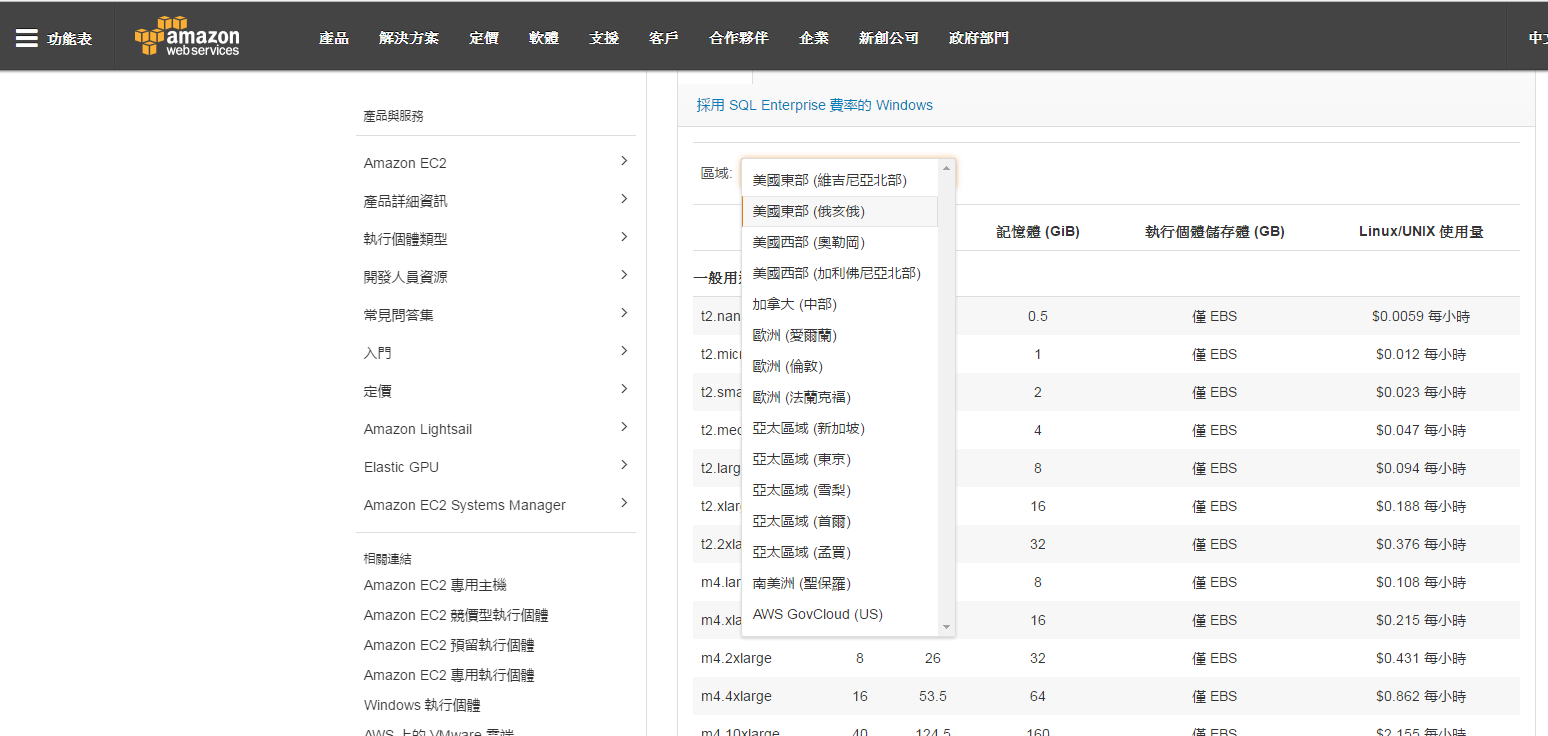 功能表
amazon
web services
產品 解決方案 定價 軟體 支援 客戶 合作夥伴 企業 新創公司 政府部門
產品與服務
Amazon EC2
產品詳細資訊
執行個體類型
開發人員資源
常見問答集
入門
定價
Amazon Lightsail
Elastic GPU
Amazon EC2 Systems Manager
相關連結
Amazon EC2 專用主機
Amazon EC2 競價型執行個體
Amazon EC2 預留執行個體
Amazon EC2 專用執行個體
Windows 執行個體
AWS 上的 VMware 雲端
採用 SQL Enterprise 費率的 Windows
區域:
美國東部 (維吉尼亞北部)
美國東部 (俄亥俄)
美國西部 (奧勒岡)
美國西部 (加利佛尼亞北部)
加拿大 (中部)
歐洲 (愛爾蘭)
歐洲 (倫敦)
歐洲 (法蘭克福)
亞太區域 (新加坡)
亞太區域 (東京)
亞太區域 (雪梨)
亞太區域 (首爾)
亞太區域 (孟買)
南美洲 (聖保羅)
AWS GovCloud (US)
記憶體 (GiB) 執行個體儲存體 (GB) Linux/UNIX 使用量
一般用
t2.nan 0.5 僅 EBS $0.0059 每小時
t2.mic 1 僅 EBS $0.012 每小時
t2.sma 2 僅 EBS $0.023 每小時
t2.med 4 僅 EBS $0.047 每小時
t2.larg 8 僅 EBS $0.094 每小時
t2.xlar 16 僅 EBS $0.188 每小時
t2.2xla 32 僅 EBS $0.376 每小時
m4.lar 8 僅 EBS $0.108 每小時
m4.xla 16 僅 EBS $0.215 每小時
m4.2xlarge 8 26 32 僅 EBS $0.431 每小時
m4.4xlarge 16 53.5 64 僅 EBS $0.862 每小時
m4.10xlarge 40 124.5 160 僅 EBS $2.155 每小時